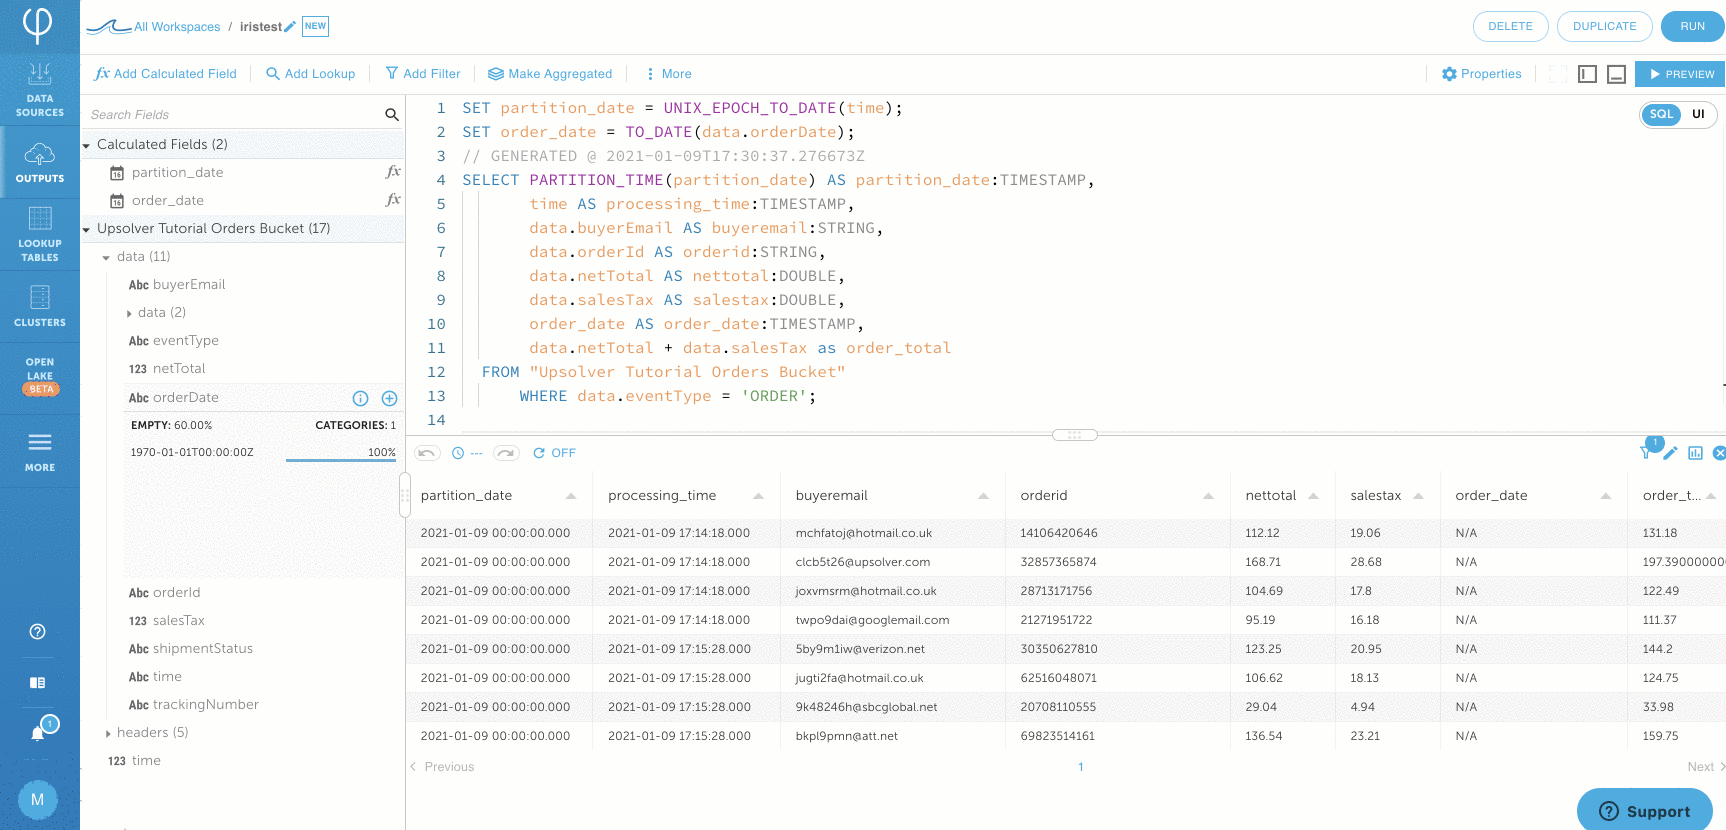 All Workspaces / iristest NEW
DELETE DUPLICATE RUN
fx Add Calculated Field Add Lookup Add Filter Make Aggregated More Properties PREVIEW
DATA
SOURCES
OUTPUTS
LOOKUP
TABLES
CLUSTERS
OPEN
LAKE
BETA
MORE
1
M
Search Fields
Calculated Fields (2)
partition_date fx
order_date fx
Upsolver Tutorial Orders Bucket (17)
data (11)
Abc buyerEmail
data (2)
Abc eventType
123 netTotal
Abc orderDate
EMPTY: 60.00% CATEGORIES: 1
1970-01-01T00:00:00Z 100%
Abc orderId
123 salesTax
Abc shipmentStatus
Abc time
Abc trackingNumber
headers (5)
123 time
SQL UI
1 SET partition_date = UNIX_EPOCH_TO_DATE(time);
2 SET order_date = TO_DATE(data.orderDate);
3 // GENERATED @ 2021-01-09T17:30:37.276673Z
4 SELECT PARTITION_TIME(partition_date) AS partition_date:TIMESTAMP,
5 time AS processing_time:TIMESTAMP,
6 data.buyerEmail AS buyeremail:STRING,
7 data.orderId AS orderid:STRING,
8 data.netTotal AS nettotal:DOUBLE,
9 data.salesTax AS salestax:DOUBLE,
10 order_date AS order_date:TIMESTAMP,
11 data.netTotal + data.salesTax as order_total
12 FROM "Upsolver Tutorial Orders Bucket"
13 WHERE data.eventType = 'ORDER';
14
--- OFF 1
partition_date processing_time buyeremail orderid nettotal salestax order_date order_t...
2021-01-09 00:00:00.000 2021-01-09 17:14:18.000 mchfatoj@hotmail.co.uk 14106420646 112.12 19.06 N/A 131.18
2021-01-09 00:00:00.000 2021-01-09 17:14:18.000 clcb5t26@upsolver.com 32857365874 168.71 28.68 N/A 197.39000000
2021-01-09 00:00:00.000 2021-01-09 17:14:18.000 joxvmsrm@hotmail.co.uk 28713171756 104.69 17.8 N/A 122.49
2021-01-09 00:00:00.000 2021-01-09 17:14:18.000 twpo9dai@googlemail.com 21271951722 95.19 16.18 N/A 111.37
2021-01-09 00:00:00.000 2021-01-09 17:15:28.000 5by9m1iw@verizon.net 30350627810 123.25 20.95 N/A 144.2
2021-01-09 00:00:00.000 2021-01-09 17:15:28.000 jugti2fa@hotmail.co.uk 62516048071 106.62 18.13 N/A 124.75
2021-01-09 00:00:00.000 2021-01-09 17:15:28.000 9k48246h@sbcglobal.net 20708110555 29.04 4.94 N/A 33.98
2021-01-09 00:00:00.000 2021-01-09 17:15:28.000 bkpl9pmn@att.net 69823514161 136.54 23.21 N/A 159.75
Previous 1 Next
Support